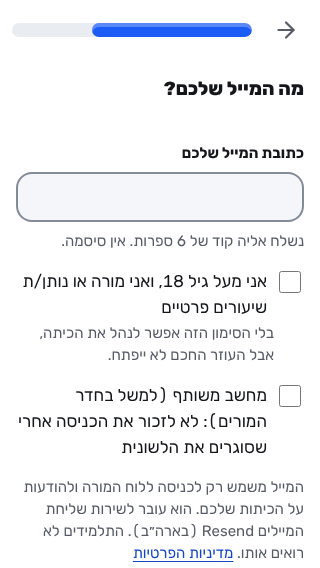 מה המייל שלכם?
כתובת המייל שלכם
נשלח אליה קוד של 6 ספרות. אין סיסמה.
אני מעל גיל 18, ואני מורה או נותן/ת
שיעורים פרטיים
בלי הסימון הזה אפשר לנהל את הכיתה,
אבל העוזר החכם לא ייפתח.
מחשב משותף (למשל בחדר
המורים): לא לזכור את הכניסה אחרי
שסוגרים את הלשונית
המייל משמש רק לכניסה ללוח המורה ולהודעות
על הכיתות שלכם. הוא עובר לשירות שליחת
המיילים Resend (בארה״ב). התלמידים לא
רואים אותו. מדיניות הפרטיות